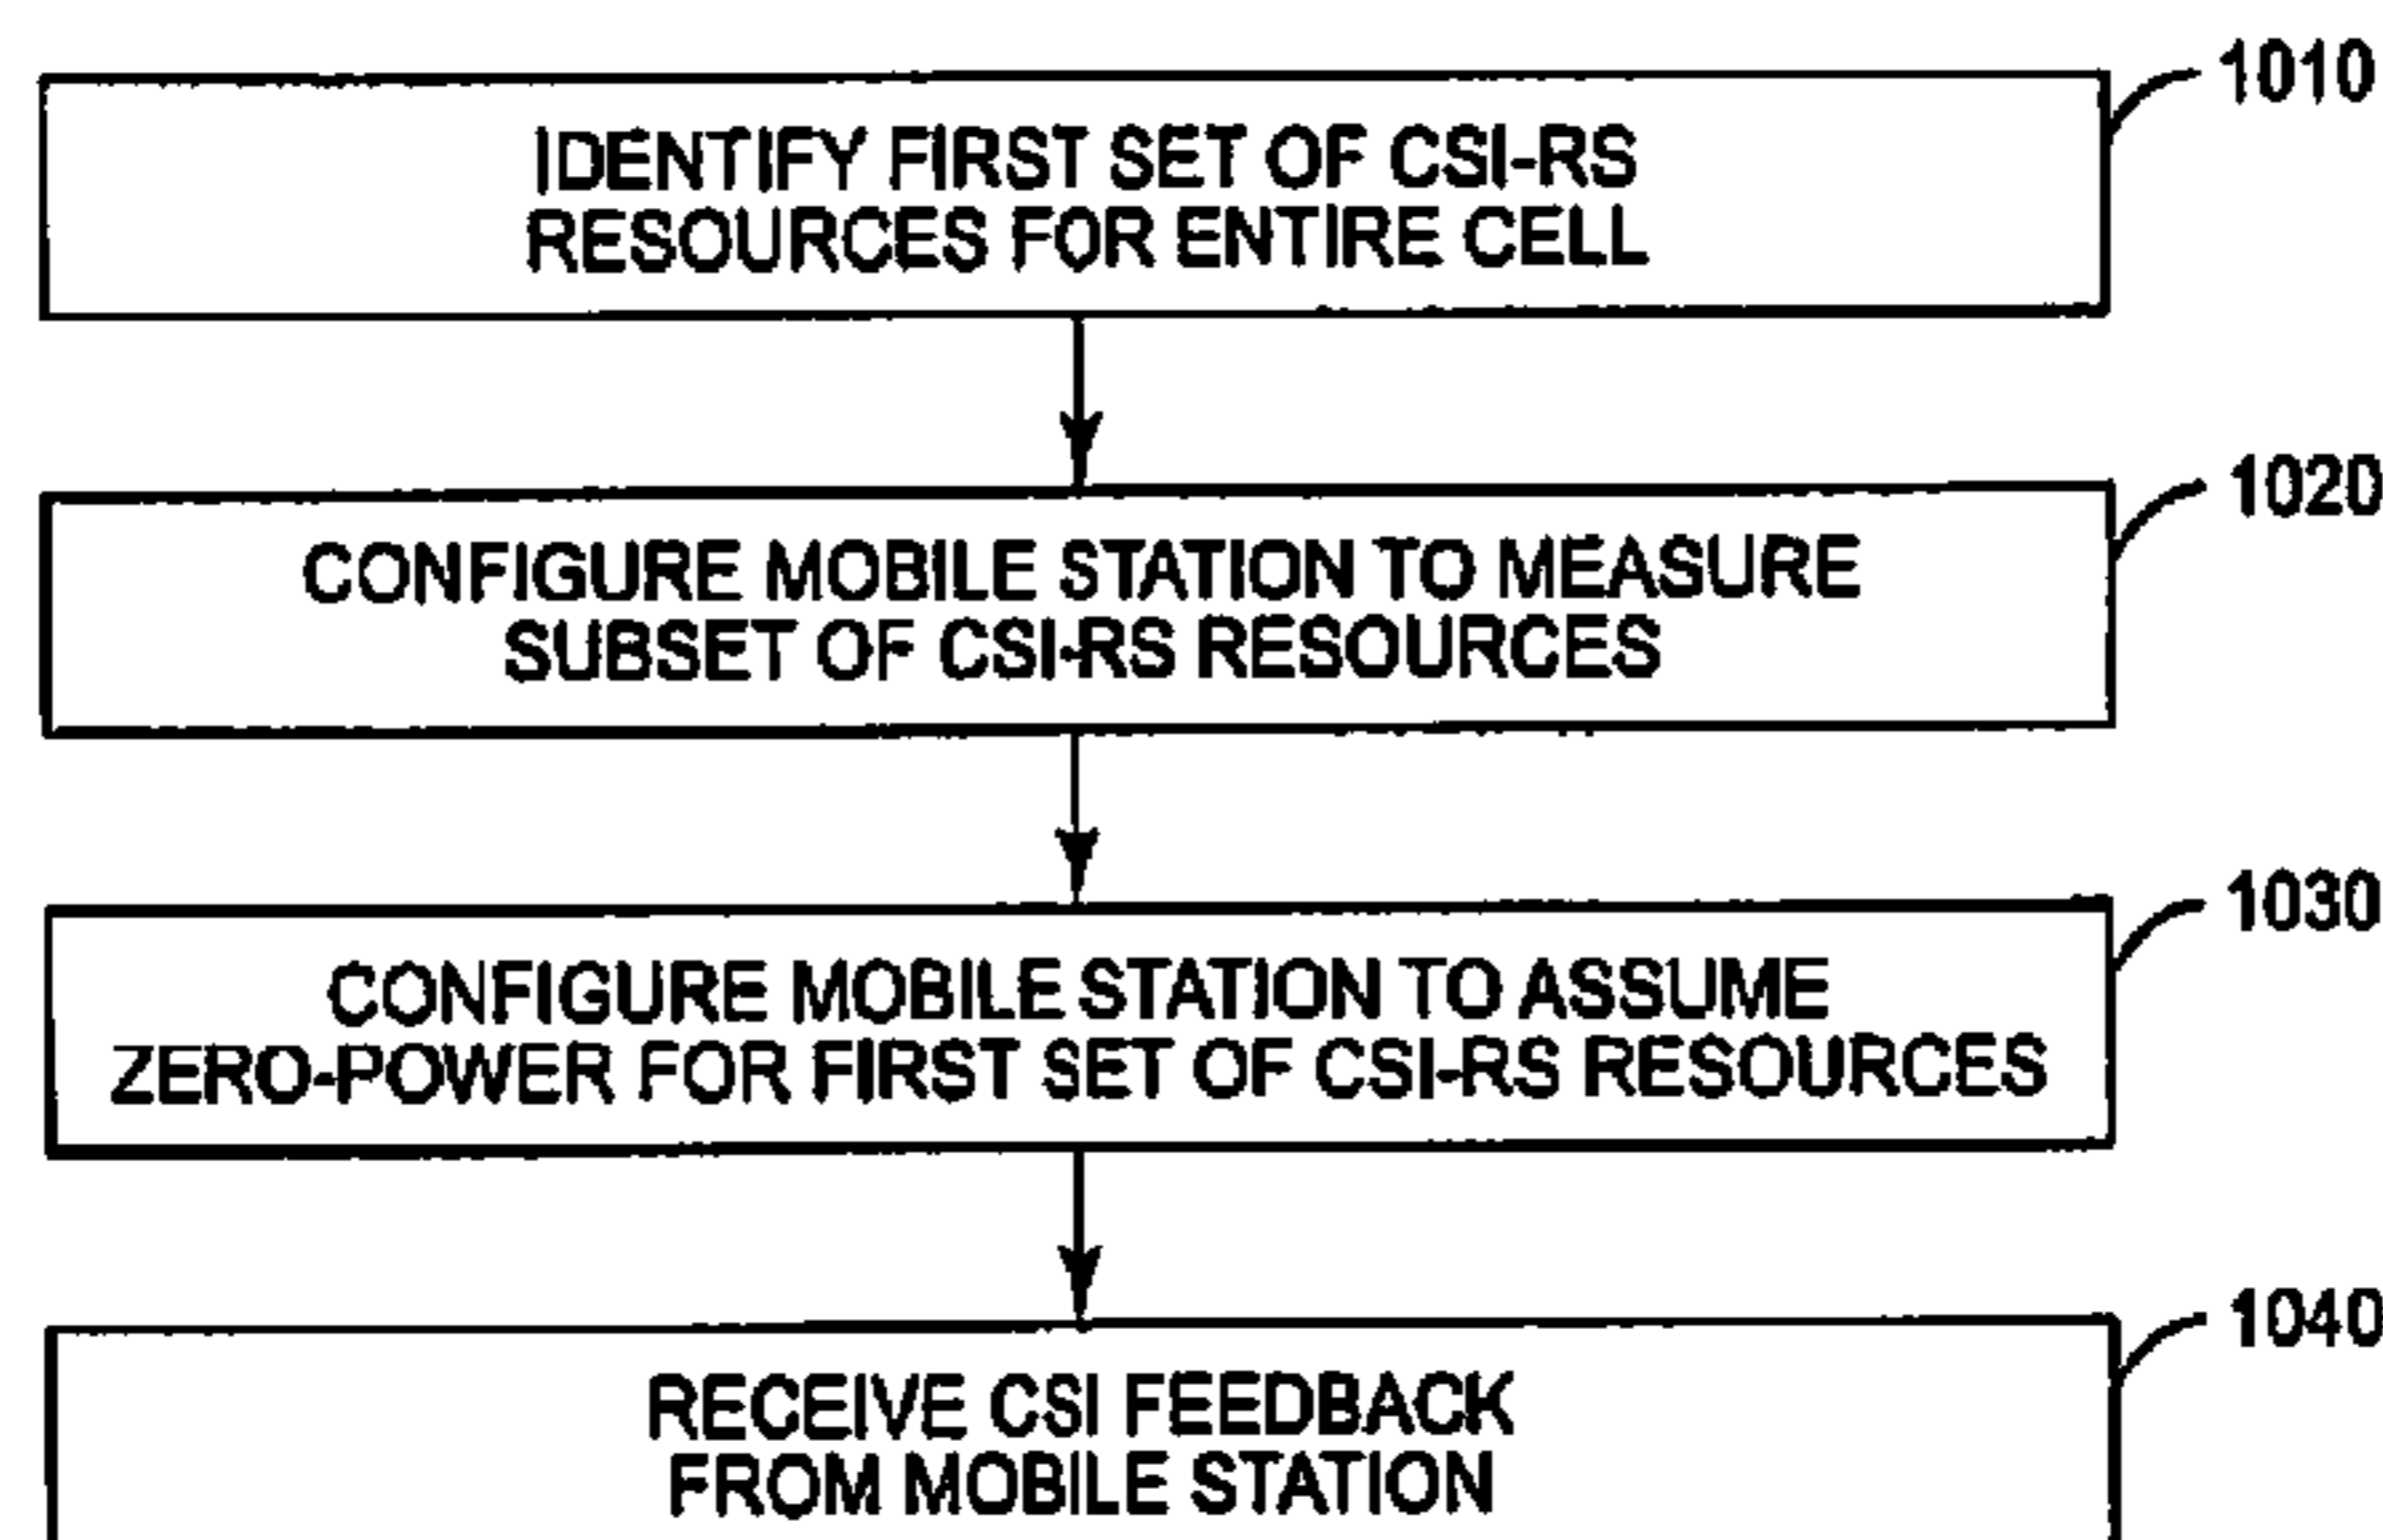 1010
IDENTIFY FIRST SET OF CSI-RS
RESOURCES FOR ENTIRE CELL
1020
CONFIGURE MOBILE STATION TO MEASURE
SUBSET OF CSI-RS RESOURCES
1030
CONFIGURE MOBILE STATION TO ASSUME
ZERO-POWER FOR FIRST SET OF CSI-RS RESOURCES
1040
RECEIVE CSI FEEDBACK
FROM MOBILE STATION